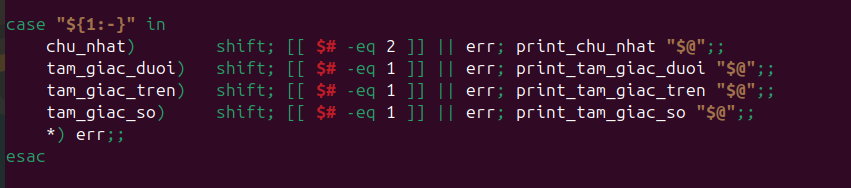 case "${1:-}" in
    chu_nhat)        shift; [[ $# -eq 2 ]] || err; print_chu_nhat "$@";;
    tam_giac_duoi)   shift; [[ $# -eq 1 ]] || err; print_tam_giac_duoi "$@";;
    tam_giac_tren)   shift; [[ $# -eq 1 ]] || err; print_tam_giac_tren "$@";;
    tam_giac_so)     shift; [[ $# -eq 1 ]] || err; print_tam_giac_so "$@";;
    *) err;;
esac